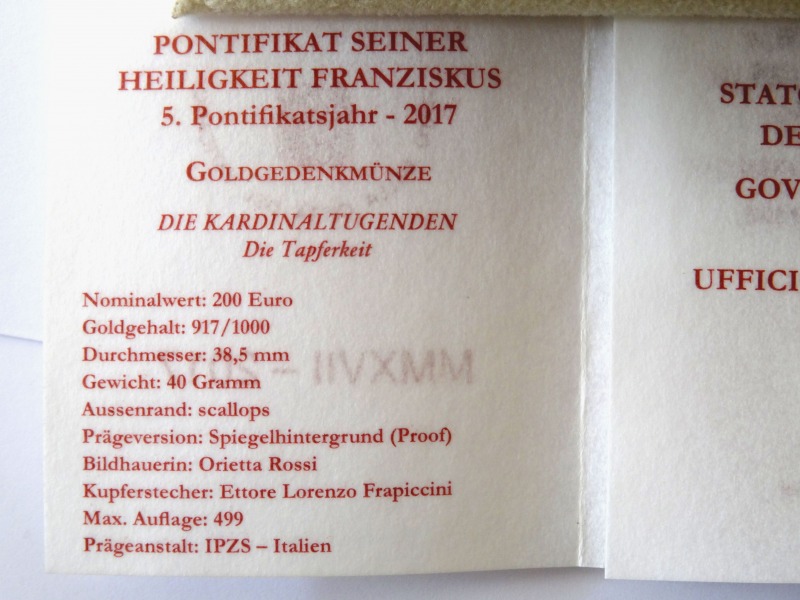 PONTIFIKAT SEINER
HEILIGKEIT FRANZISKUS
5. Pontifikatsjahr - 2017
GOLDGEDENKMÜNZE
DIE KARDINALTUGENDEN
Die Tapferkeit
Nominalwert: 200 Euro
Goldgehalt: 917/1000
Durchmesser: 38,5 mm
Gewicht: 40 Gramm
Aussenrand: scallops
Prägeversion: Spiegelhintergrund (Proof)
Bildhauerin: Orietta Rossi
Kupferstecher: Ettore Lorenzo Frapiccini
Max. Auflage: 499
Prägeanstalt: IPZS – Italien
MMXVII – 2017
STATO
DE
GOV
UFFICI